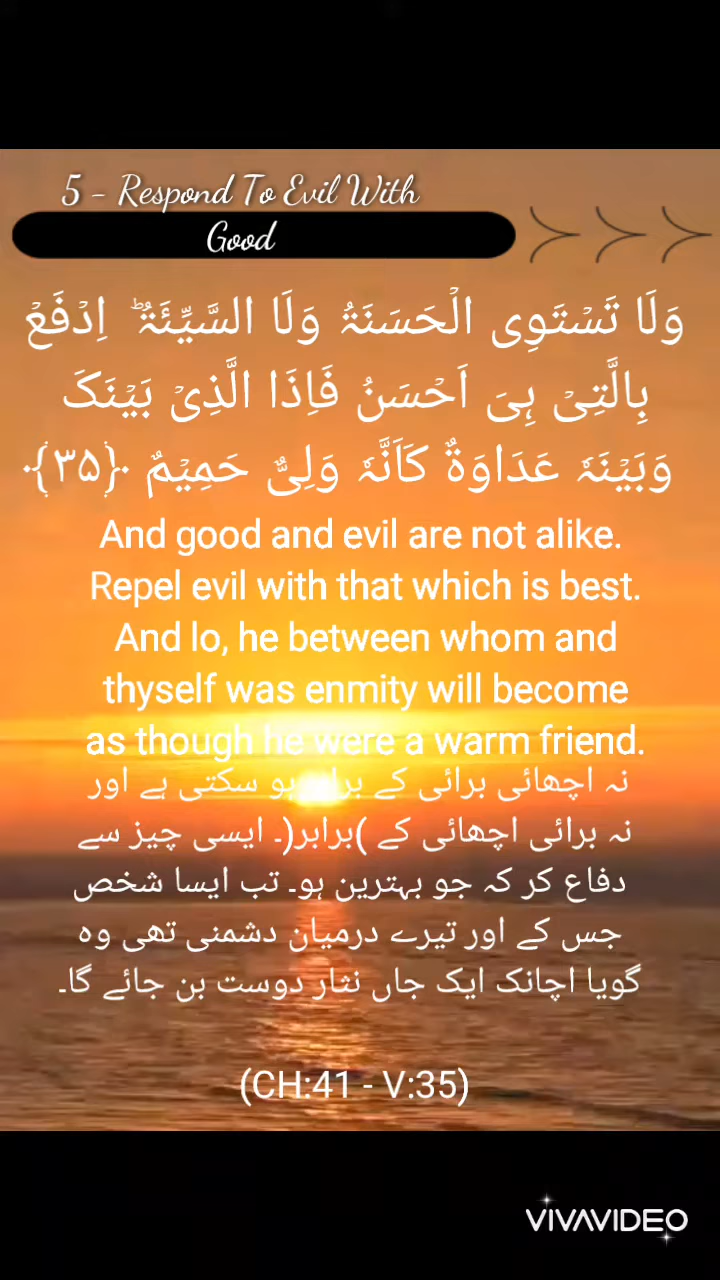 5 - Respond To Evil With
Good
وَلَا تَسۡتَوِی الۡحَسَنَۃُ وَلَا السَّیِّئَۃُ ؕ اِدۡفَعۡ
بِالَّتِیۡ ہِیَ اَحۡسَنُ فَاِذَا الَّذِیۡ بَیۡنَکَ
وَبَیۡنَہٗ عَدَاوَۃٌ کَاَنَّہٗ وَلِیٌّ حَمِیۡمٌ ﴿۳۵﴾
And good and evil are not alike.
Repel evil with that which is best.
And lo, he between whom and
thyself was enmity will become
as though he were a warm friend.
نہ اچھائی برائی کے برابر ہو سکتی ہے اور
نہ برائی اچھائی کے )برابر(۔ ایسی چیز سے
دفاع کر کہ جو بہترین ہو۔ تب ایسا شخص
جس کے اور تیرے درمیان دشمنی تھی وہ
گویا اچانک ایک جاں نثار دوست بن جائے گا۔
(CH:41 - V:35)
VIVAVIDEO